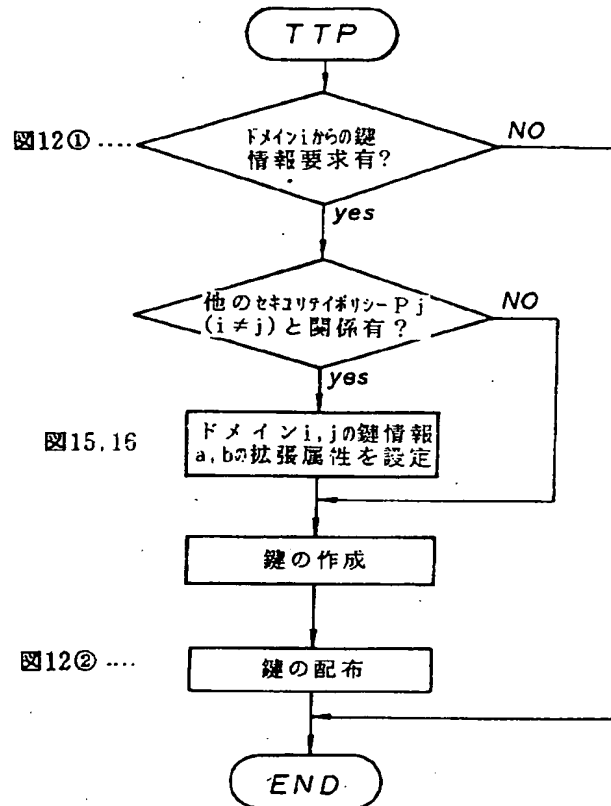 TTP
図12① ....
ドメインiからの鍵
情報要求有?
NO
yes
他のセキュリテイポリシーPj
(i≠j)と関係有?
NO
yes
図15,16
ドメインi,jの鍵情報
a,bの拡張属性を設定
鍵の作成
図12② ....
鍵の配布
END